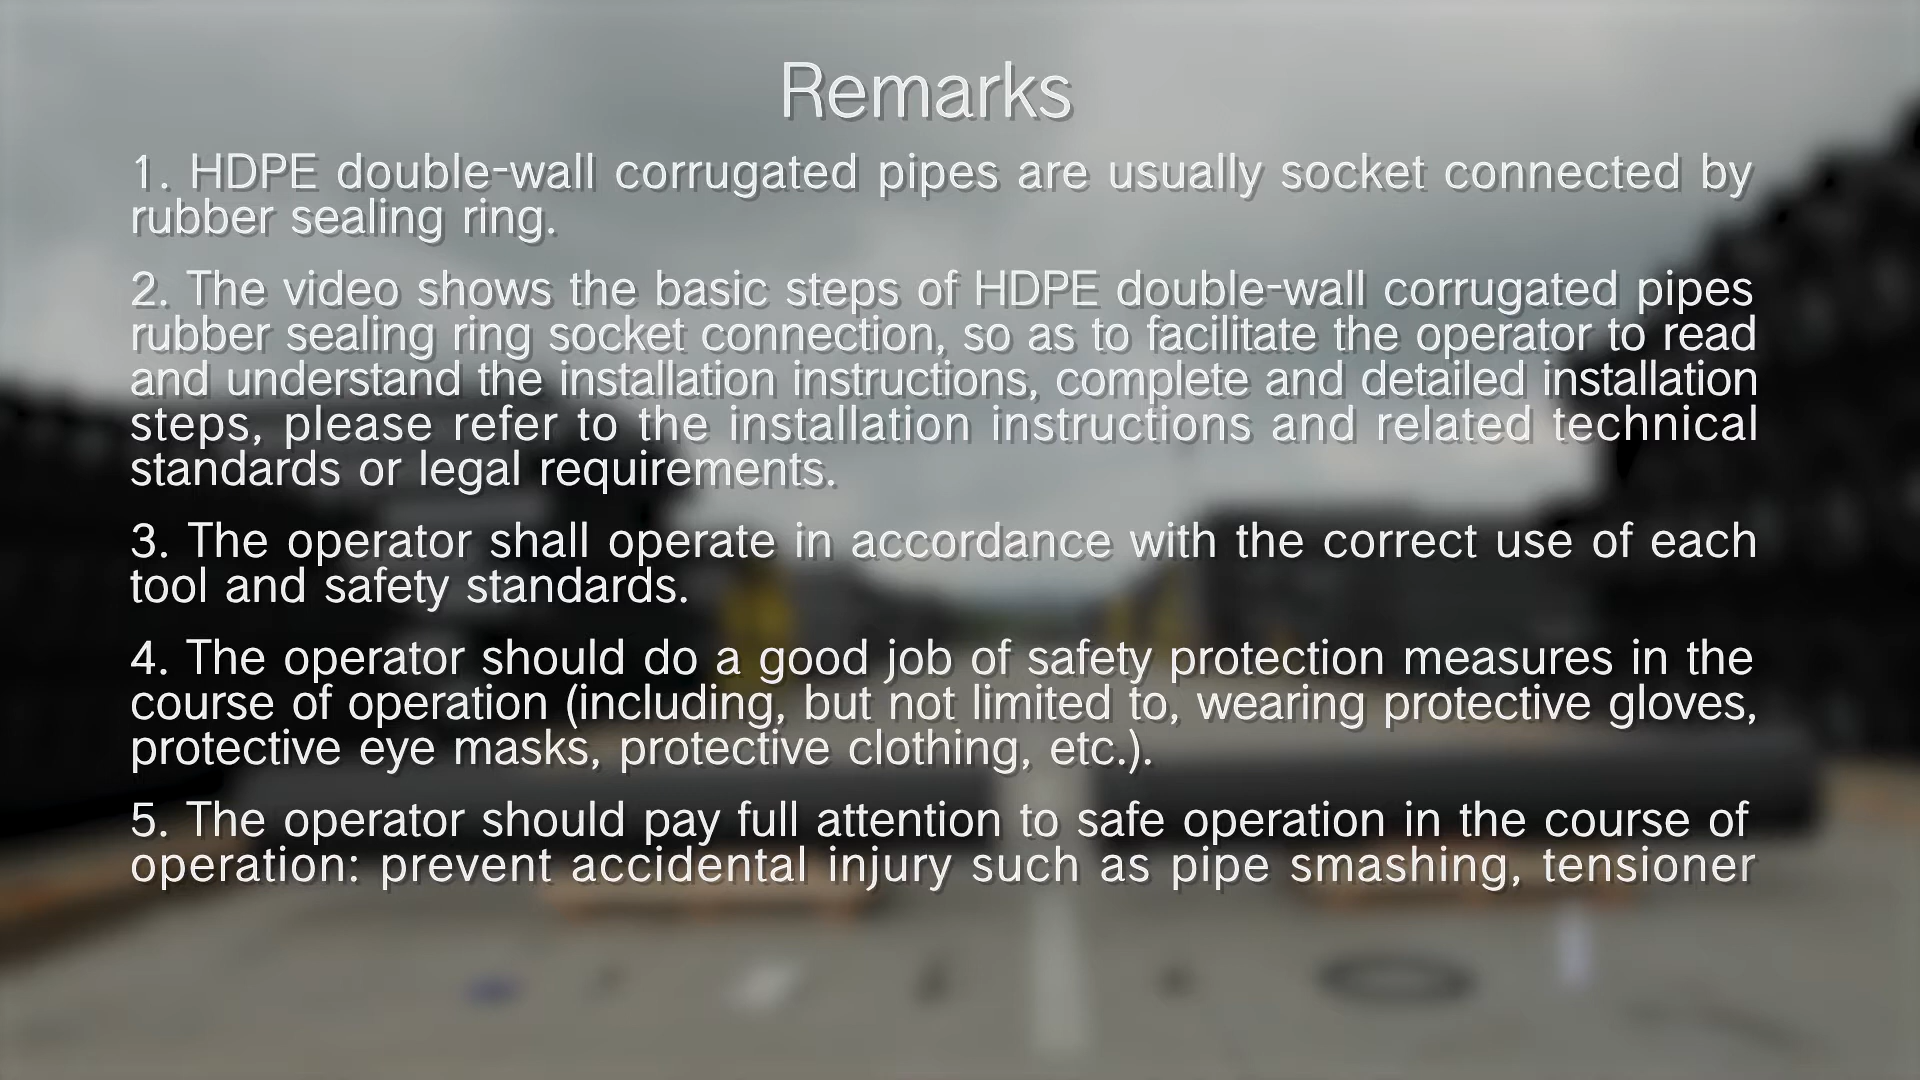 Remarks
1. HDPE double-wall corrugated pipes are usually socket connected by
rubber sealing ring.
2. The video shows the basic steps of HDPE double-wall corrugated pipes
rubber sealing ring socket connection, so as to facilitate the operator to read
and understand the installation instructions, complete and detailed installation
steps, please refer to the installation instructions and related technical
standards or legal requirements.
3. The operator shall operate in accordance with the correct use of each
tool and safety standards.
4. The operator should do a good job of safety protection measures in the
course of operation (including, but not limited to, wearing protective gloves,
protective eye masks, protective clothing, etc.).
5. The operator should pay full attention to safe operation in the course of
operation: prevent accidental injury such as pipe smashing, tensioner